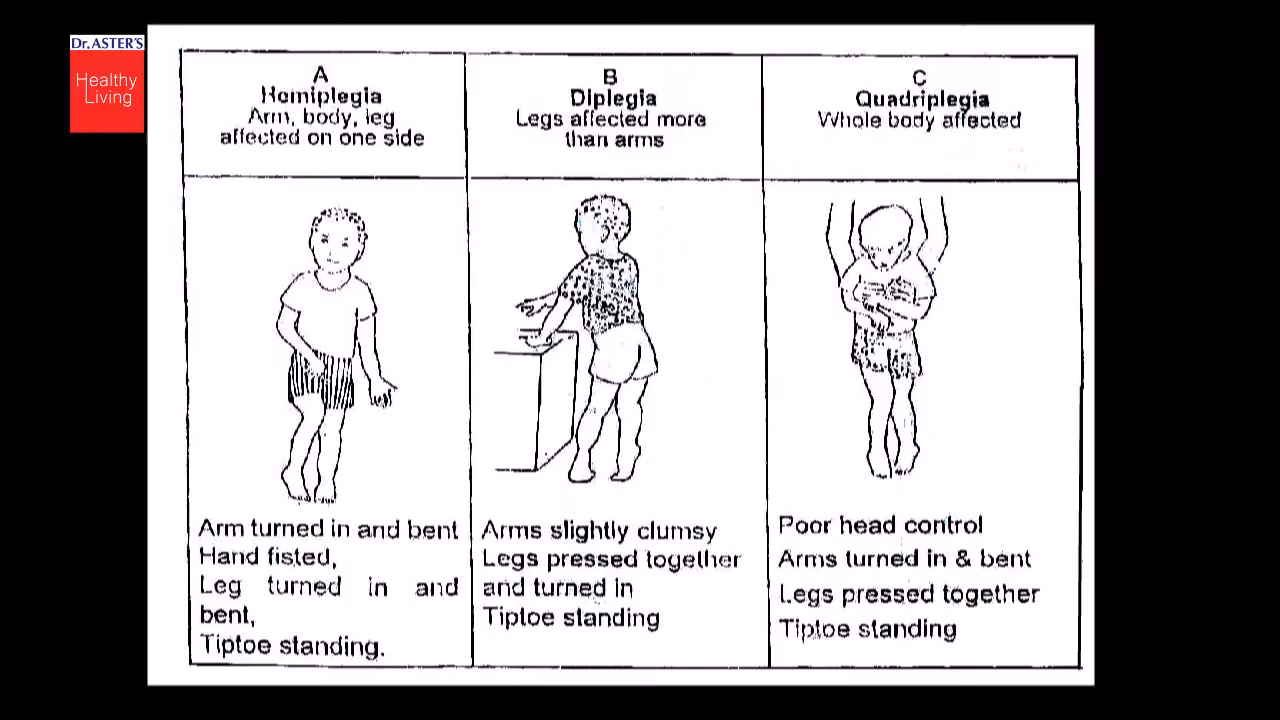 Dr.ASTER'S
Healthy
Living
A
Hemiplegia
Arm, body, leg
affected on one side
B
Diplegia
Legs affected more
than arms
C
Quadriplegia
Whole body affected
Arm turned in and bent
Hand fisted,
Leg turned in and
bent,
Tiptoe standing.
Arms slightly clumsy
Legs pressed together
and turned in
Tiptoe standing
Poor head control
Arms turned in & bent
Legs pressed together
Tiptoe standing